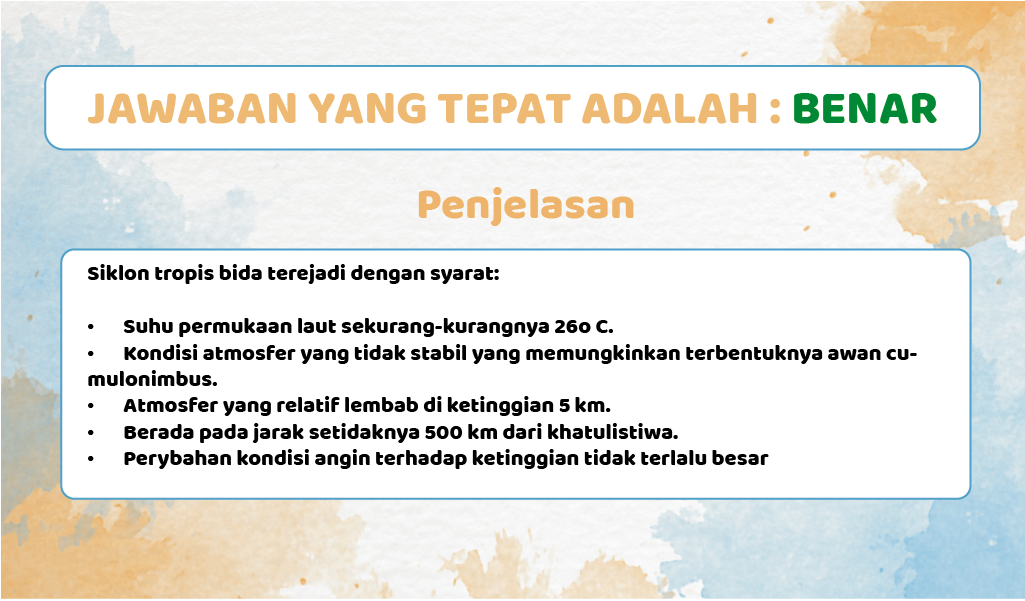 JAWABAN YANG TEPAT ADALAH : BENAR
Penjelasan
Siklon tropis bida terejadi dengan syarat:
• Suhu permukaan laut sekurang-kurangnya 26o C.
• Kondisi atmosfer yang tidak stabil yang memungkinkan terbentuknya awan cu-
mulonimbus.
• Atmosfer yang relatif lembab di ketinggian 5 km.
• Berada pada jarak setidaknya 500 km dari khatulistiwa.
• Perybahan kondisi angin terhadap ketinggian tidak terlalu besar